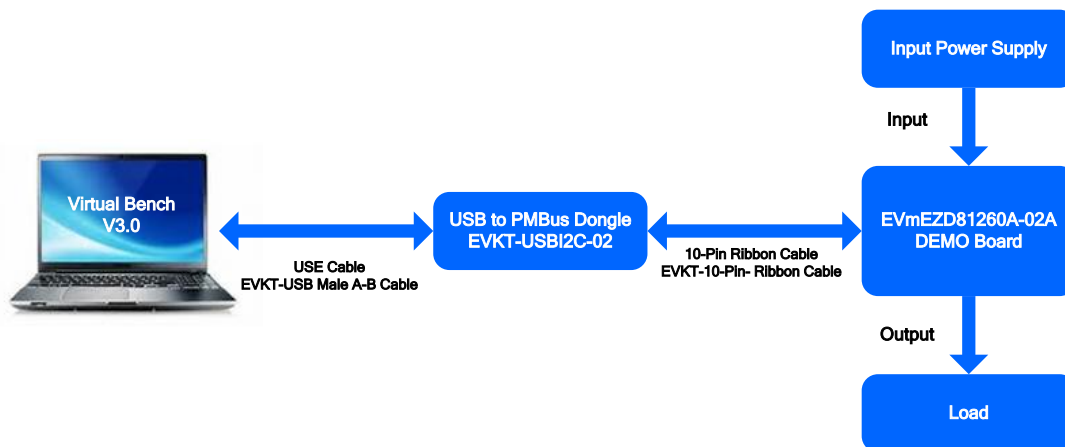 Input Power Supply
Input
Virtual Bench
V3.0
USB to PMBus Dongle
EVKT-USBI2C-02
EVmEZD81260A-02A
DEMO Board
USE Cable
EVKT-USB Male A-B Cable
10-Pin Ribbon Cable
EVKT-10-Pin- Ribbon Cable
Output
Load